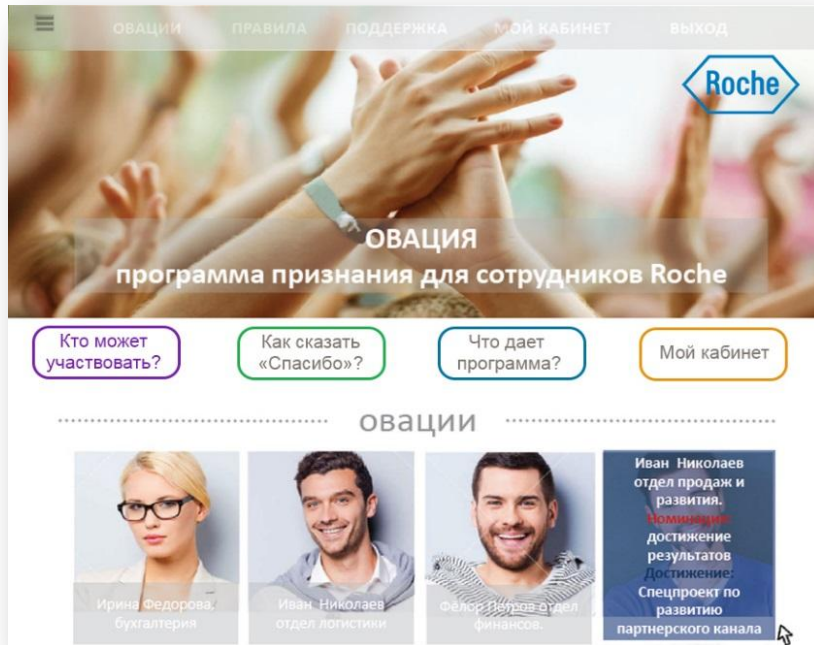 ОВАЦИИ ПРАВИЛА ПОДДЕРЖКА МОЙ КАБИНЕТ ВЫХОД
Roche
ОВАЦИЯ
программа признания для сотрудников Roche
Кто может
участвовать?
Как сказать
«Спасибо»?
Что дает
программа?
Мой кабинет
овации
Ирина Федорова,
бухгалтерия
Иван Николаев
отдел логистики
Фёдор Петров отдел
финансов.
Иван Николаев
отдел продаж и
развития.
Номинация:
достижение
результатов
Достижение:
Спецпроект по
развитию
партнерского канала